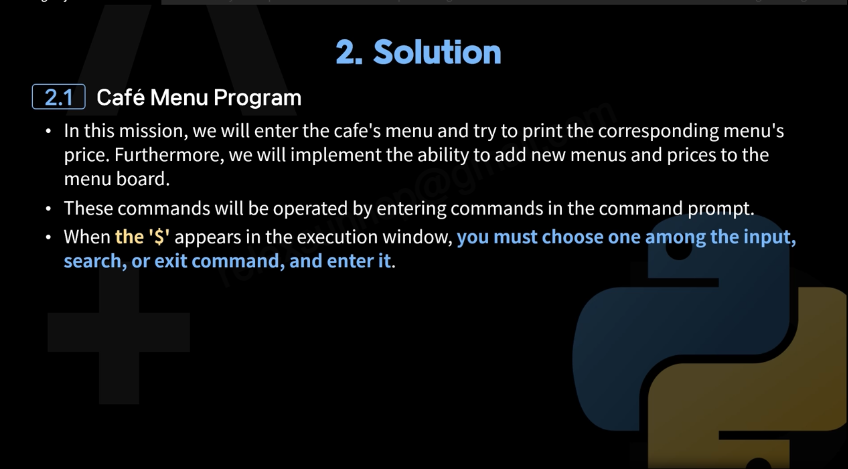 2. Solution
2.1 Café Menu Program
• In this mission, we will enter the cafe's menu and try to print the corresponding menu's
price. Furthermore, we will implement the ability to add new menus and prices to the
menu board.
• These commands will be operated by entering commands in the command prompt.
• When the '$' appears in the execution window, you must choose one among the input,
search, or exit command, and enter it.